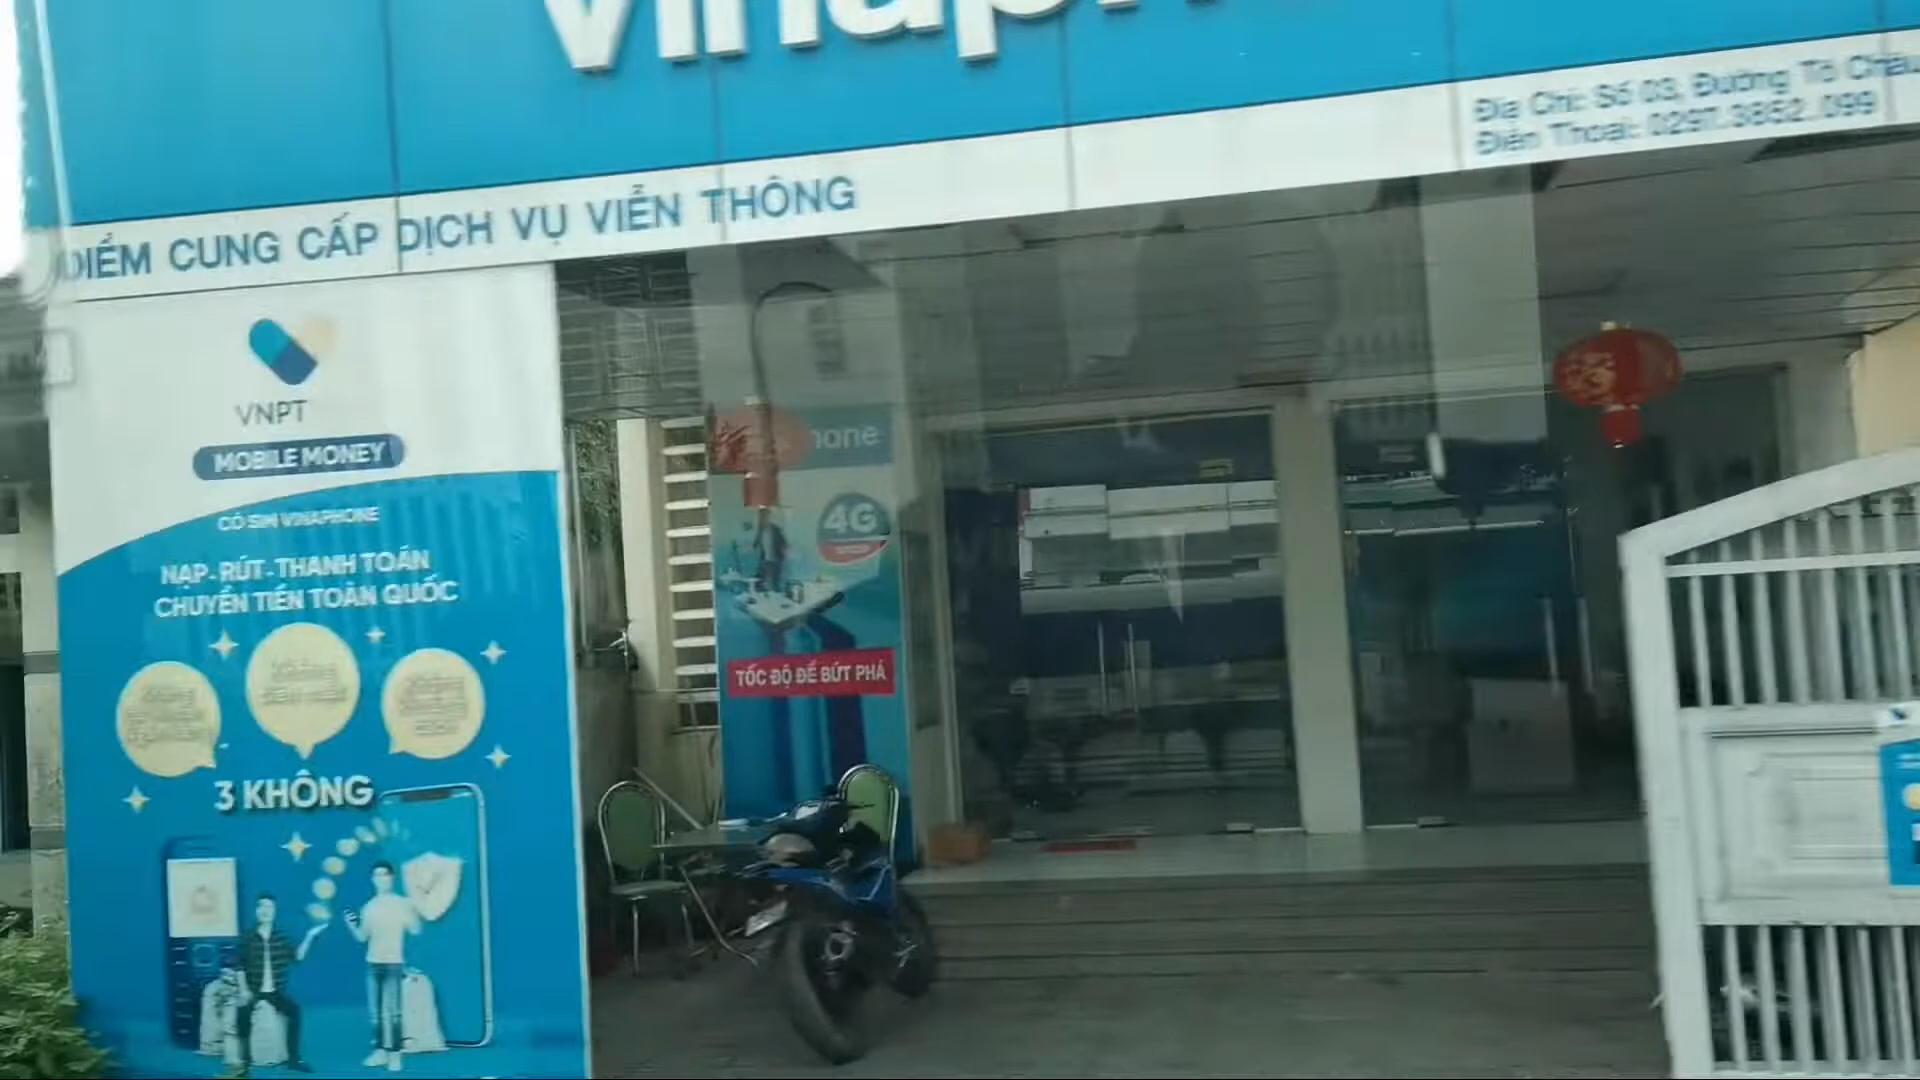 Địa Chỉ: Số 03, Đường Tô Châu
Điện Thoại: 0297.3852.099
ĐIỂM CUNG CẤP DỊCH VỤ VIỄN THÔNG
VNPT
MOBILE MONEY
CÓ SIM VINAPHONE
NẠP - RÚT - THANH TOÁN
CHUYỂN TIỀN TOÀN QUỐC
3 KHÔNG
4G
TỐC ĐỘ ĐỂ BỨT PHÁ